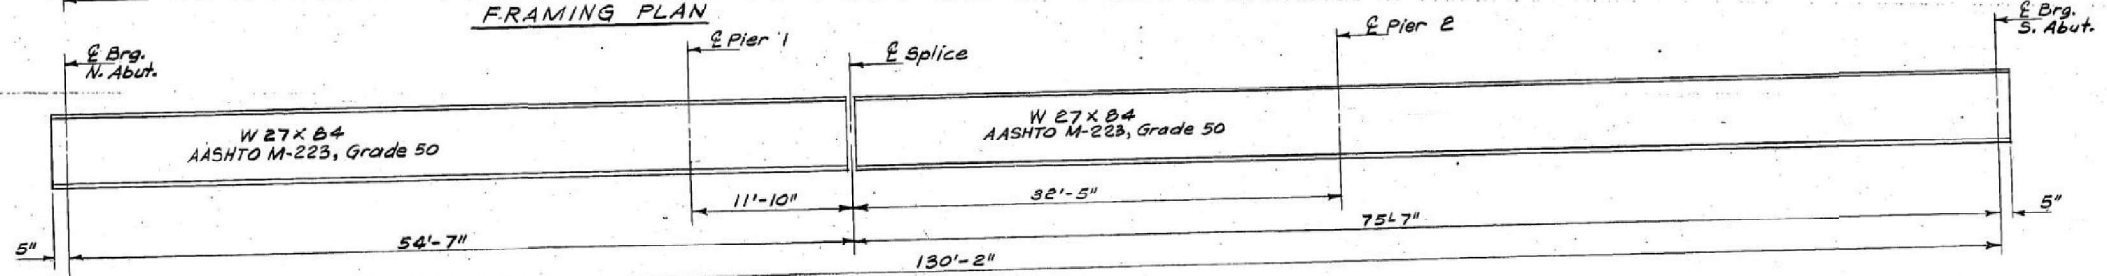 FRAMING PLAN
℄ Brg.
N. Abut.
℄ Pier 1
℄ Splice
℄ Pier 2
℄ Brg.
S. Abut.
W 27 X 84
AASHTO M-223, Grade 50
W 27 X 84
AASHTO M-223, Grade 50
11'-10"
32'-5"
5"
54'-7"
75'-7"
5"
130'-2"